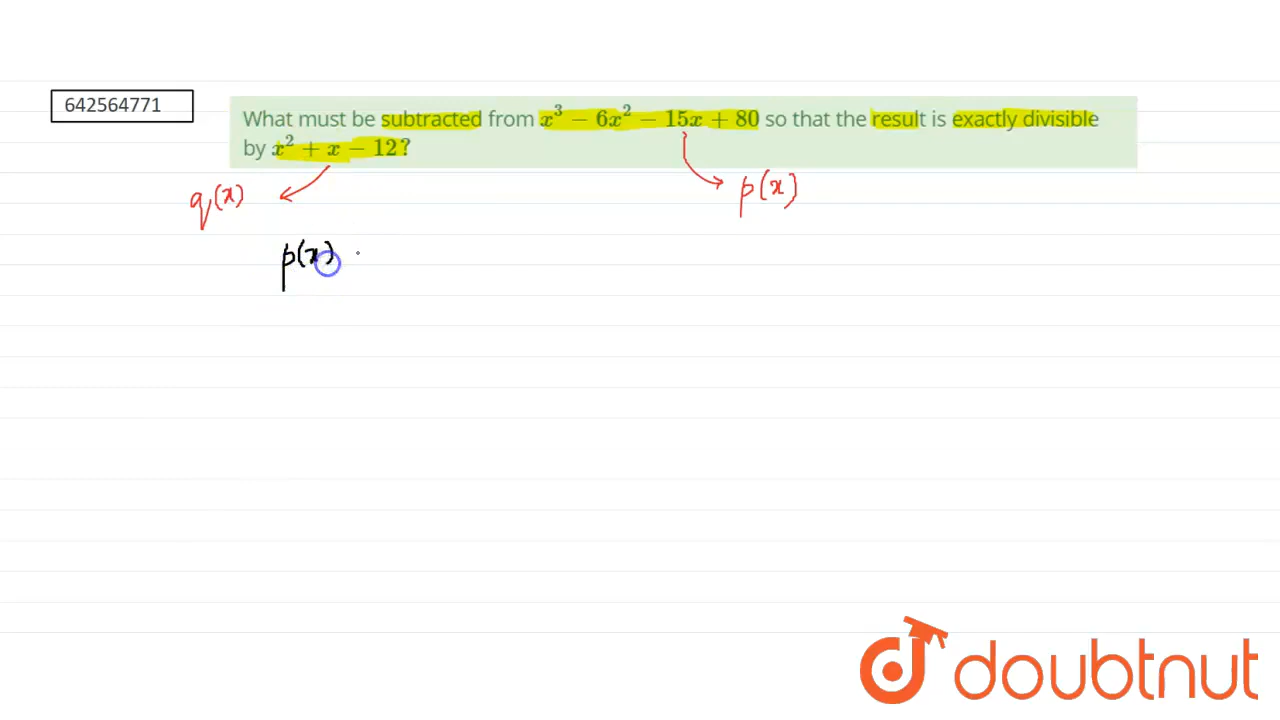 642564771
What must be subtracted from x³ − 6x² − 15x + 80 so that the result is exactly divisible
by x² + x − 12?
q(x)
p(x)
p(x)
doubtnut